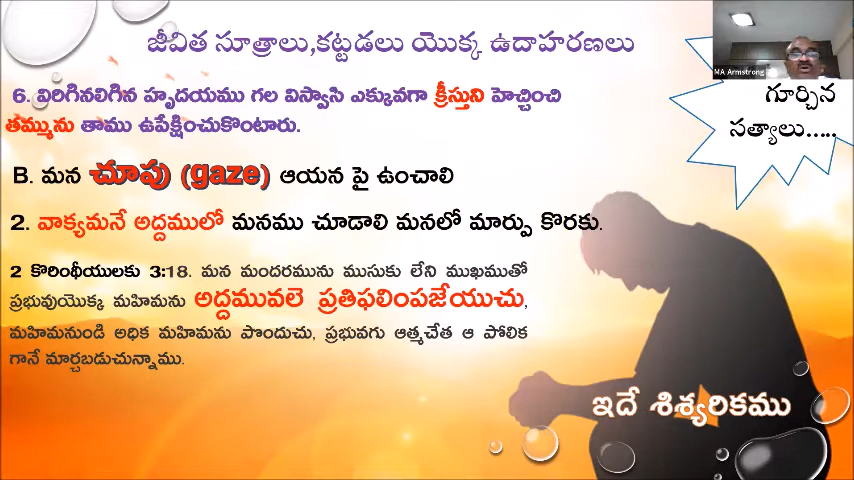 జీవిత సూత్రాలు,కట్టడలు యొక్క ఉదాహరణలు
MA Armstrong
గూర్చిన
సత్యాలు.....
6. విరిగినలిగిన హృదయము గల విస్వాసి ఎక్కువగా క్రీస్తుని హెచ్చించి
తమ్మును తాము ఉపేక్షించుకొంటారు.
B. మన చూపు (gaze) ఆయన పై ఉంచాలి
2. వాక్యమనే అద్దములో మనము చూడాలి మనలో మార్పు కొరకు.
2 కొరింథీయులకు 3:18. మన మందరమును ముసుకు లేని ముఖముతో
ప్రభువుయొక్క మహిమను అద్దమువలె ప్రతిఫలింపజేయుచు,
మహిమనుండి అధిక మహిమను పొందుచు, ప్రభువగు ఆత్మచేత ఆ పోలిక
గానే మార్చబడుచున్నాము.
ఇదే శిశ్యరికము